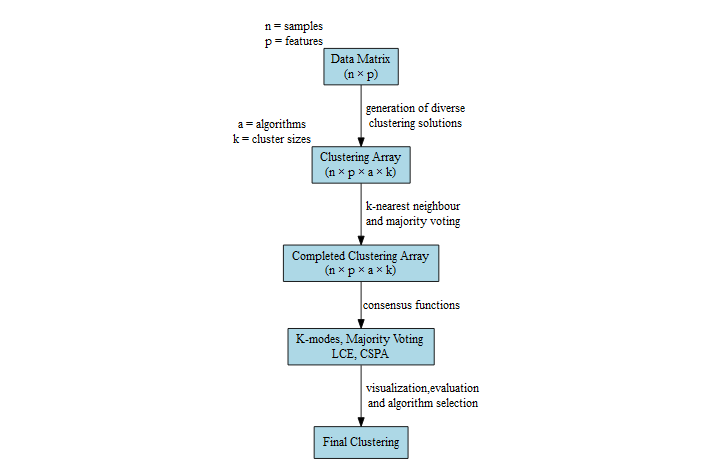 n = samples
p = features
Data Matrix
(n × p)
generation of diverse
clustering solutions
a = algorithms
k = cluster sizes
Clustering Array
(n × p × a × k)
k-nearest neighbour
and majority voting
Completed Clustering Array
(n × p × a × k)
consensus functions
K-modes, Majority Voting
LCE, CSPA
visualization,evaluation
and algorithm selection
Final Clustering